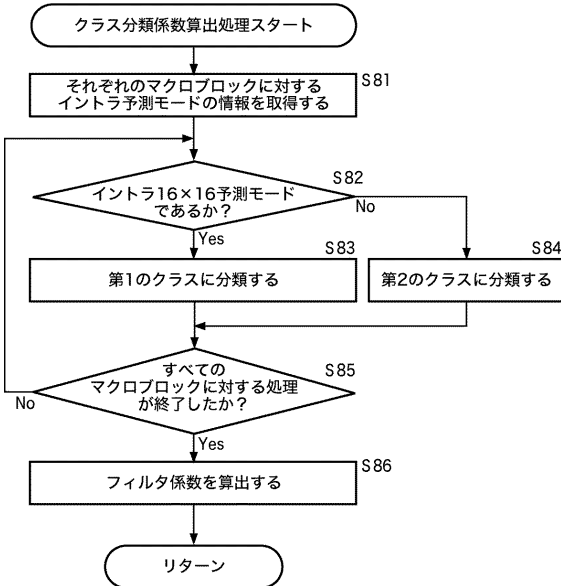 クラス分類係数算出処理スタート
それぞれのマクロブロックに対する
イントラ予測モードの情報を取得する
S81
イントラ16×16予測モード
であるか？
S82
No
Yes
第1のクラスに分類する
S83
第2のクラスに分類する
S84
すべての
マクロブロックに対する処理
が終了したか？
S85
No
Yes
フィルタ係数を算出する
S86
リターン